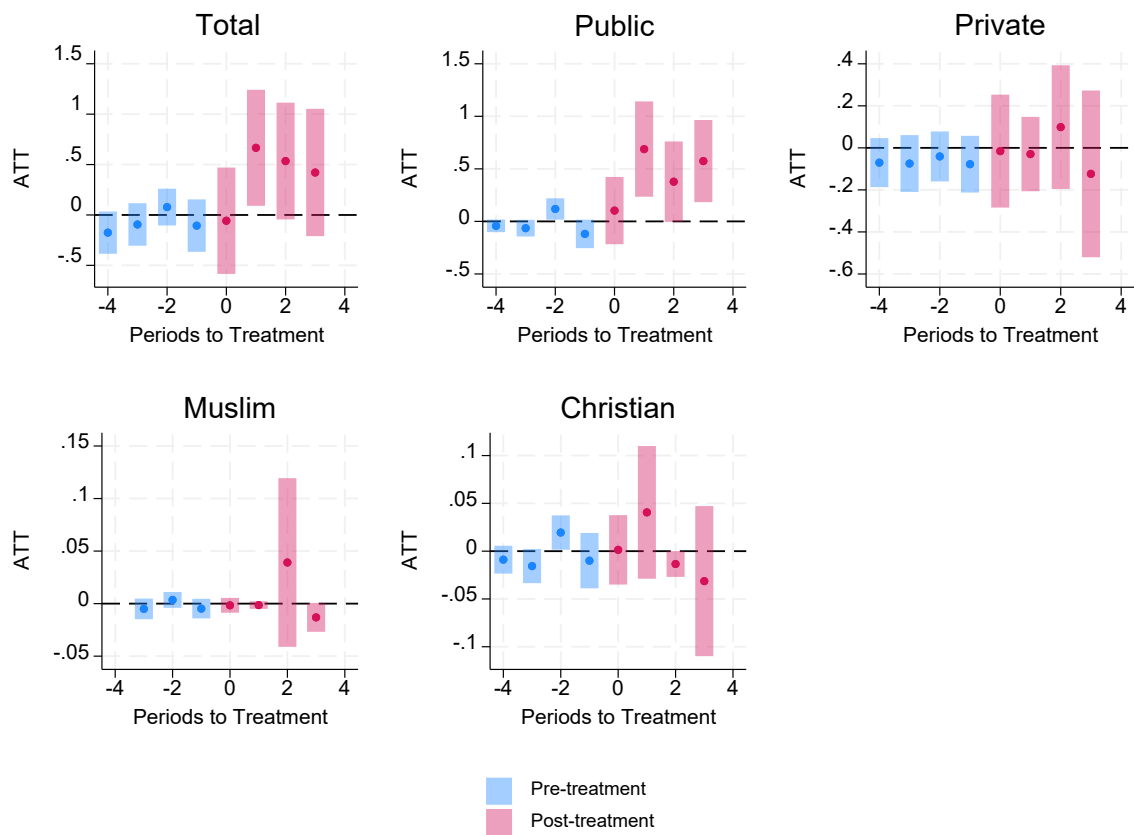 Total
1.5
1
.5
0
-.5
ATT
-4 -2 0 2 4
Periods to Treatment
Public
1.5
1
.5
0
-.5
ATT
-4 -2 0 2 4
Periods to Treatment
Private
.4
.2
0
-.2
-.4
-.6
ATT
-4 -2 0 2 4
Periods to Treatment
Muslim
.15
.1
.05
0
-.05
ATT
-4 -2 0 2 4
Periods to Treatment
Christian
.1
.05
0
-.05
-.1
ATT
-4 -2 0 2 4
Periods to Treatment
Pre-treatment
Post-treatment